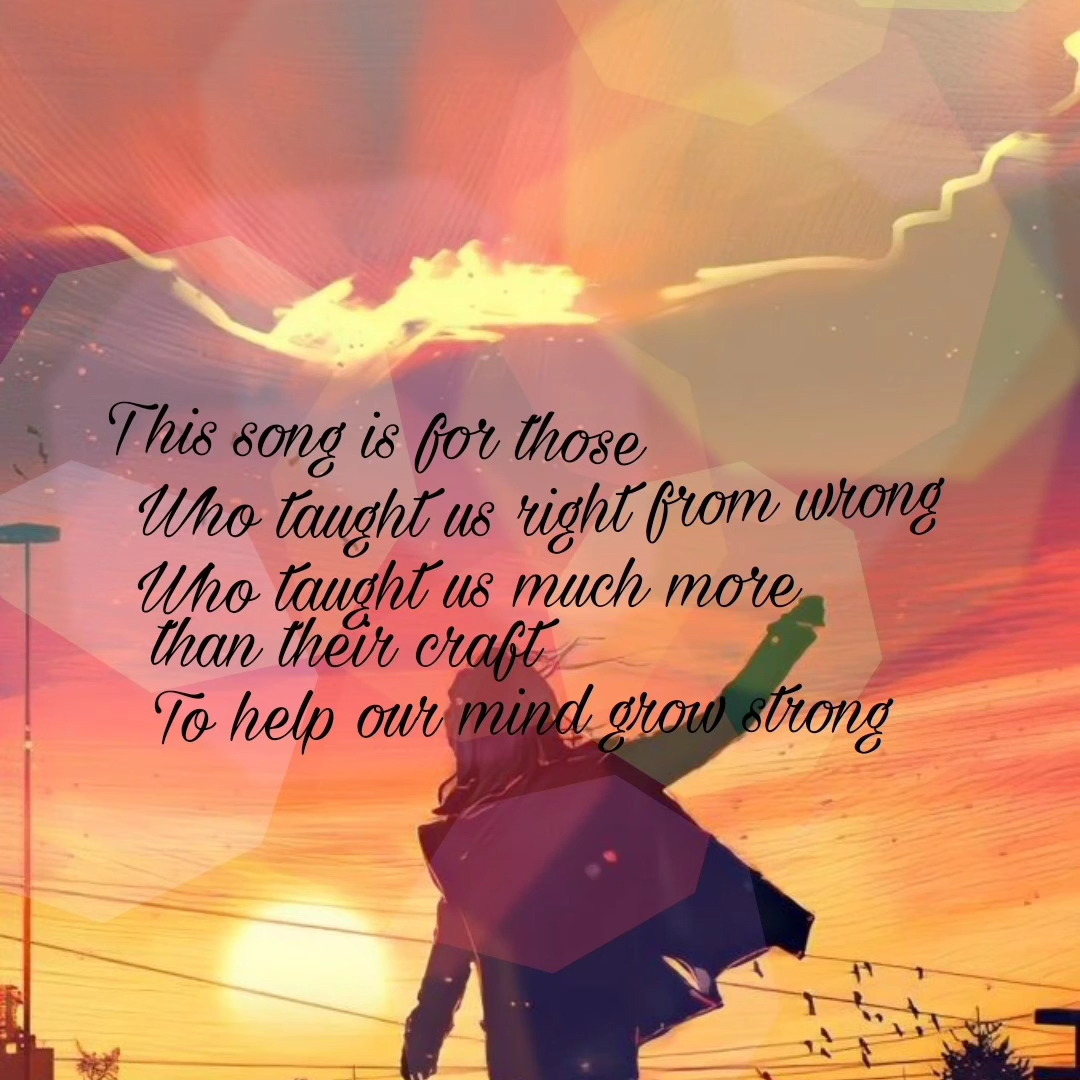 This song is for those
Who taught us right from wrong
Who taught us much more
than their craft
To help our mind grow strong